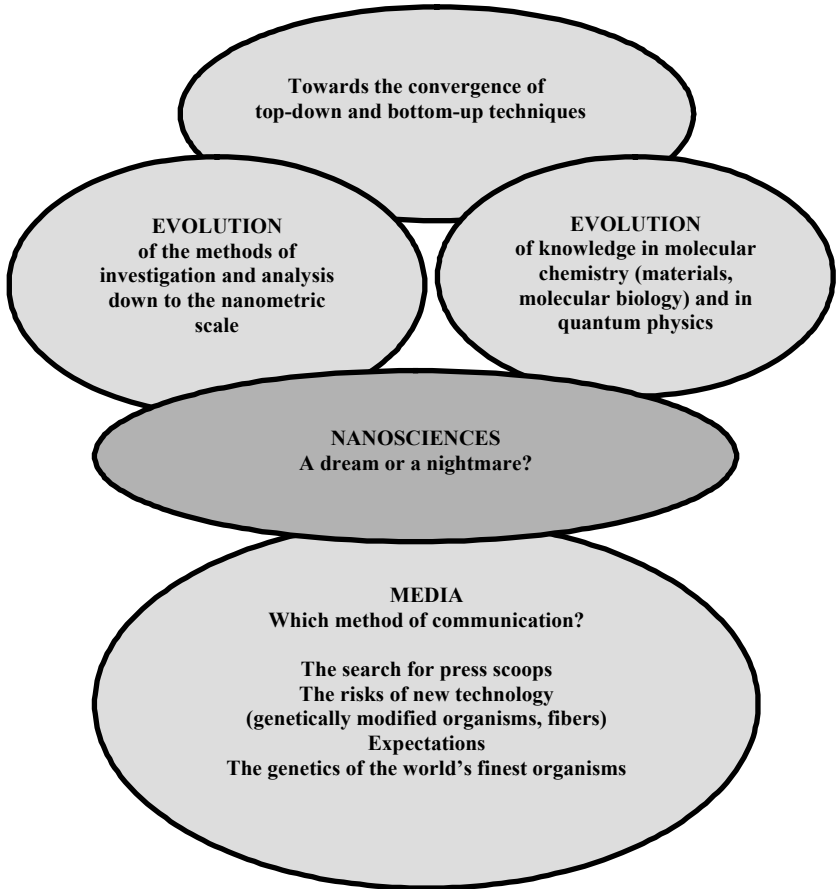 Towards the convergence of
top-down and bottom-up techniques
EVOLUTION
of the methods of
investigation and analysis
down to the nanometric
scale
EVOLUTION
of knowledge in molecular
chemistry (materials,
molecular biology) and in
quantum physics
NANOSCIENCES
A dream or a nightmare?
MEDIA
Which method of communication?
The search for press scoops
The risks of new technology
(genetically modified organisms, fibers)
Expectations
The genetics of the world's finest organisms